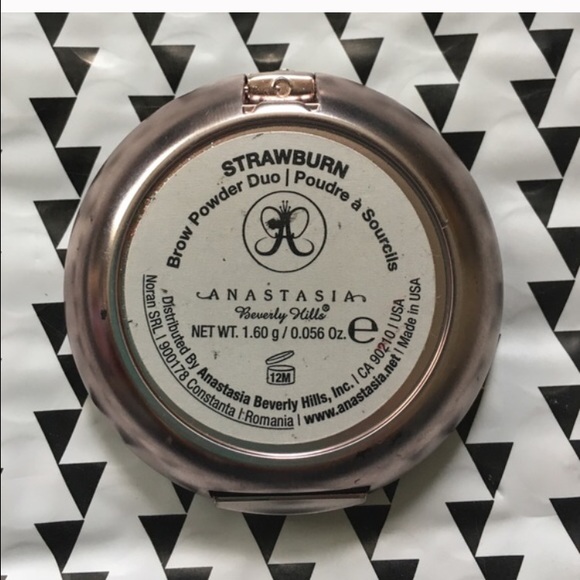 STRAWBURN
Brow Powder Duo | Poudre à Sourcils
A
ANASTASIA
Beverly Hills®
NET WT. 1.60 g / 0.056 Oz. ℮
12M
Distributed By Anastasia Beverly Hills, Inc. | CA 90210 | USA
Noran SRL | 900178 Constanta | Romania | www.anastasia.net | Made in USA